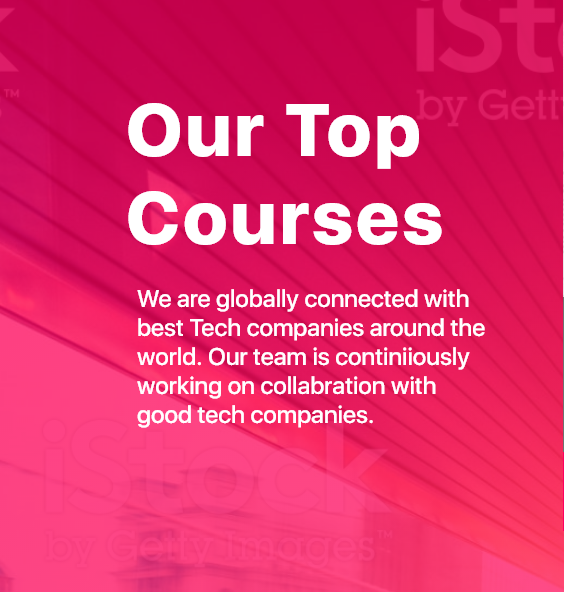 iStock
by Getty
Our Top
Courses
We are globally connected with
best Tech companies around the
world. Our team is continiiously
working on collabration with
good tech companies.
iStock
by Getty Images™